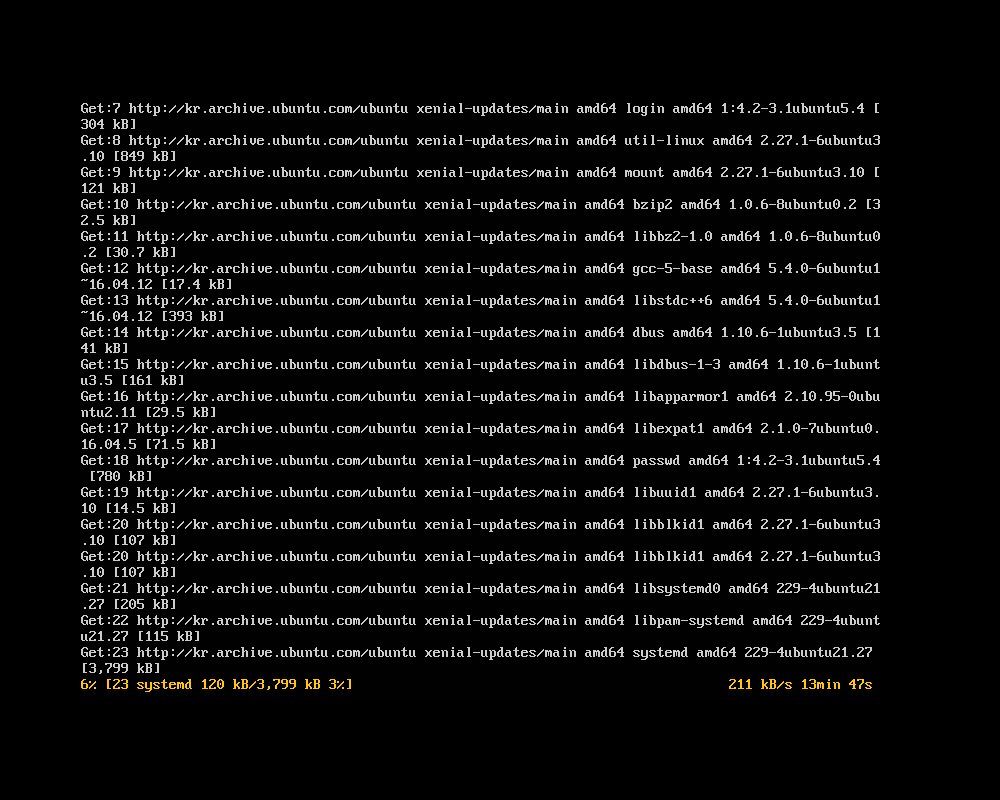 Get:7 http://kr.archive.ubuntu.com/ubuntu xenial-updates/main amd64 login amd64 1:4.2-3.1ubuntu5.4 [
304 kB]
Get:8 http://kr.archive.ubuntu.com/ubuntu xenial-updates/main amd64 util-linux amd64 2.27.1-6ubuntu3
.10 [849 kB]
Get:9 http://kr.archive.ubuntu.com/ubuntu xenial-updates/main amd64 mount amd64 2.27.1-6ubuntu3.10 [
121 kB]
Get:10 http://kr.archive.ubuntu.com/ubuntu xenial-updates/main amd64 bzip2 amd64 1.0.6-8ubuntu0.2 [3
2.5 kB]
Get:11 http://kr.archive.ubuntu.com/ubuntu xenial-updates/main amd64 libbz2-1.0 amd64 1.0.6-8ubuntu0
.2 [30.7 kB]
Get:12 http://kr.archive.ubuntu.com/ubuntu xenial-updates/main amd64 gcc-5-base amd64 5.4.0-6ubuntu1
~16.04.12 [17.4 kB]
Get:13 http://kr.archive.ubuntu.com/ubuntu xenial-updates/main amd64 libstdc++6 amd64 5.4.0-6ubuntu1
~16.04.12 [393 kB]
Get:14 http://kr.archive.ubuntu.com/ubuntu xenial-updates/main amd64 dbus amd64 1.10.6-1ubuntu3.5 [1
41 kB]
Get:15 http://kr.archive.ubuntu.com/ubuntu xenial-updates/main amd64 libdbus-1-3 amd64 1.10.6-1ubunt
u3.5 [161 kB]
Get:16 http://kr.archive.ubuntu.com/ubuntu xenial-updates/main amd64 libapparmor1 amd64 2.10.95-0ubu
ntu2.11 [29.5 kB]
Get:17 http://kr.archive.ubuntu.com/ubuntu xenial-updates/main amd64 libexpat1 amd64 2.1.0-7ubuntu0.
16.04.5 [71.5 kB]
Get:18 http://kr.archive.ubuntu.com/ubuntu xenial-updates/main amd64 passwd amd64 1:4.2-3.1ubuntu5.4
 [780 kB]
Get:19 http://kr.archive.ubuntu.com/ubuntu xenial-updates/main amd64 libuuid1 amd64 2.27.1-6ubuntu3.
10 [14.5 kB]
Get:20 http://kr.archive.ubuntu.com/ubuntu xenial-updates/main amd64 libblkid1 amd64 2.27.1-6ubuntu3
.10 [107 kB]
Get:20 http://kr.archive.ubuntu.com/ubuntu xenial-updates/main amd64 libblkid1 amd64 2.27.1-6ubuntu3
.10 [107 kB]
Get:21 http://kr.archive.ubuntu.com/ubuntu xenial-updates/main amd64 libsystemd0 amd64 229-4ubuntu21
.27 [205 kB]
Get:22 http://kr.archive.ubuntu.com/ubuntu xenial-updates/main amd64 libpam-systemd amd64 229-4ubunt
u21.27 [115 kB]
Get:23 http://kr.archive.ubuntu.com/ubuntu xenial-updates/main amd64 systemd amd64 229-4ubuntu21.27
[3,799 kB]
6% [23 systemd 120 kB/3,799 kB 3%] 211 kB/s 13min 47s